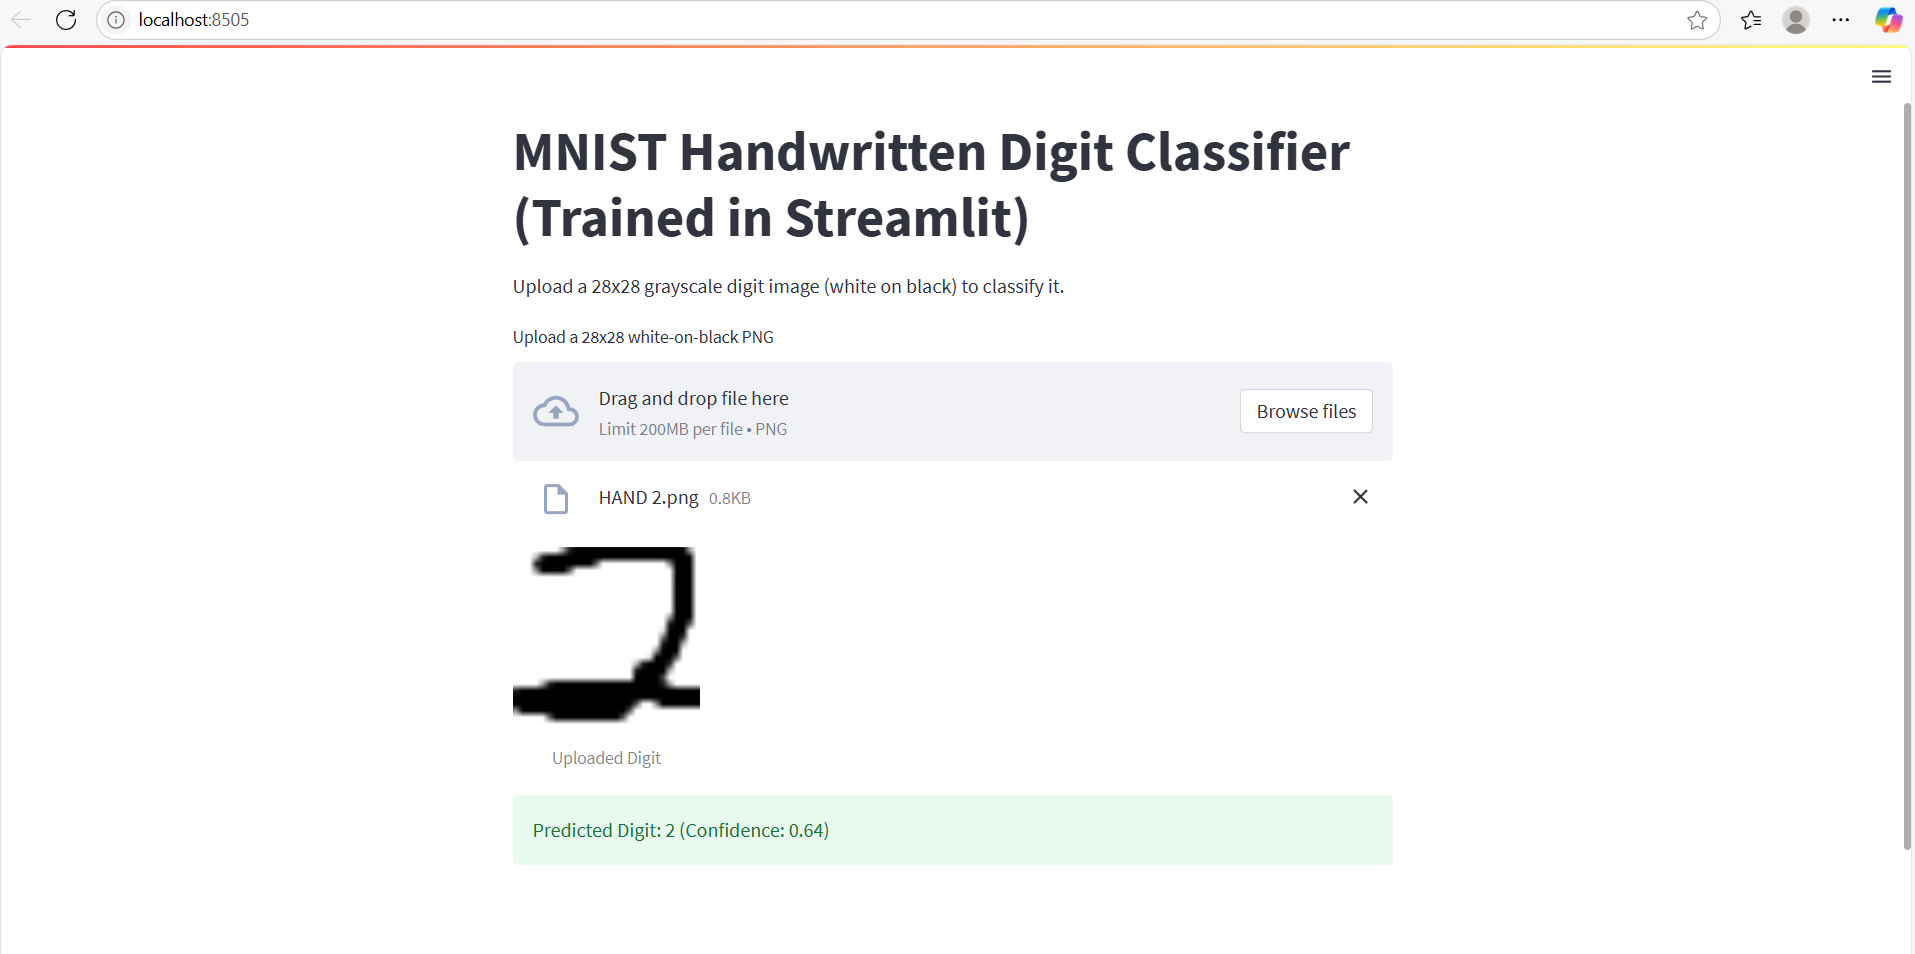 localhost:8505
MNIST Handwritten Digit Classifier
(Trained in Streamlit)
Upload a 28x28 grayscale digit image (white on black) to classify it.
Upload a 28x28 white-on-black PNG
Drag and drop file here
Limit 200MB per file • PNG
Browse files
HAND 2.png 0.8KB
2
Uploaded Digit
Predicted Digit: 2 (Confidence: 0.64)